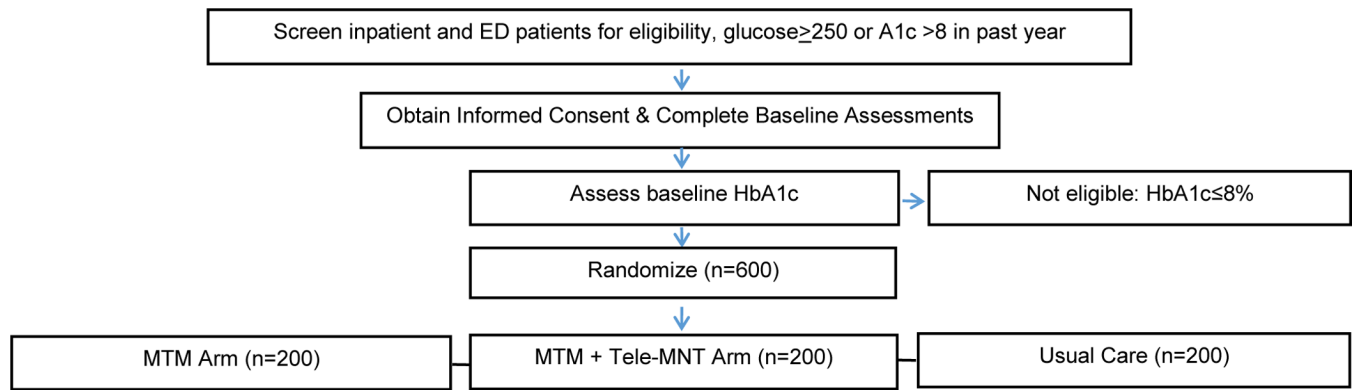 Screen inpatient and ED patients for eligibility, glucose≥250 or A1c >8 in past year
Obtain Informed Consent & Complete Baseline Assessments
Assess baseline HbA1c
Not eligible: HbA1c≤8%
Randomize (n=600)
MTM Arm (n=200)
MTM + Tele-MNT Arm (n=200)
Usual Care (n=200)